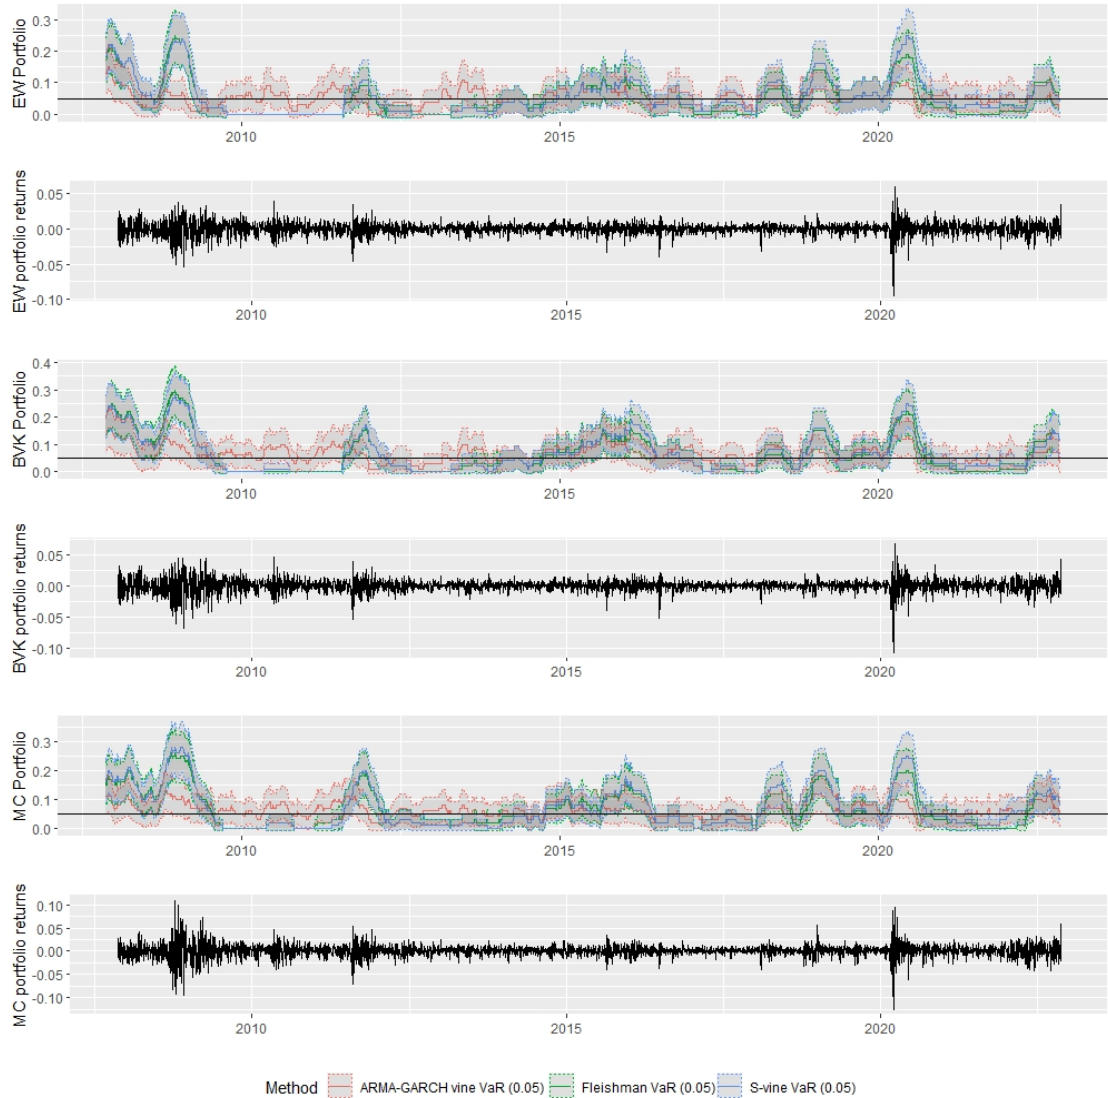 EW Portfolio
0.3
0.2
0.1
0.0
2010 2015 2020
EW portfolio returns
0.05
0.00
-0.05
-0.10
2010 2015 2020
BVK Portfolio
0.4
0.3
0.2
0.1
0.0
2010 2015 2020
BVK portfolio returns
0.05
0.00
-0.05
-0.10
2010 2015 2020
MC Portfolio
0.3
0.2
0.1
0.0
2010 2015 2020
MC portfolio returns
0.10
0.05
0.00
-0.05
-0.10
2010 2015 2020
Method ARMA-GARCH vine VaR (0.05) Fleishman VaR (0.05) S-vine VaR (0.05)